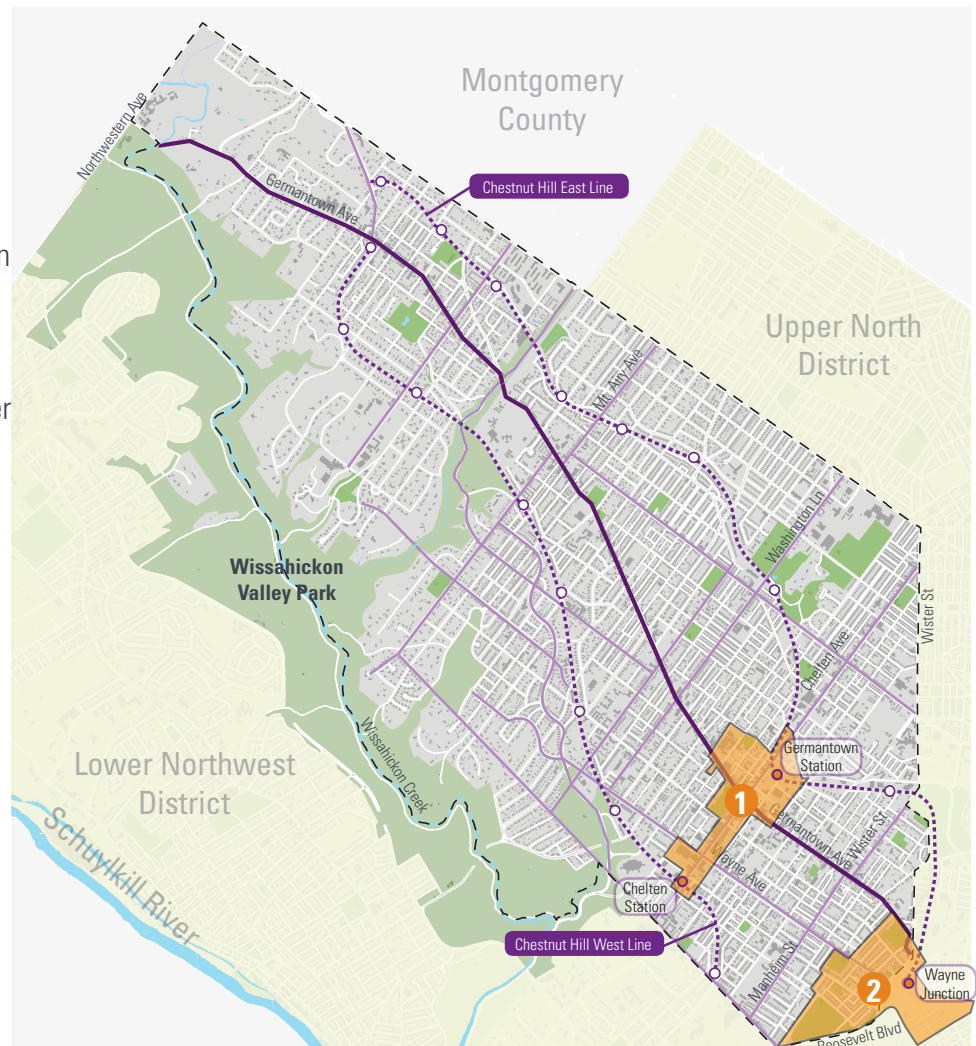 Montgomery
County
Northwestern Ave
Germantown Ave
Chestnut Hill East Line
Upper North
District
Mt. Airy Ave
Washington Ln
Wissahickon
Valley Park
Wister St
Chelten Ave
Wissahickon Creek
Lower Northwest
District
Schuylkill River
Germantown
Station
1
Germantown Ave
Wister St
Wayne Ave
Chelten
Station
Chestnut Hill West Line
Manheim St
2
Wayne
Junction
Roosevelt Blvd